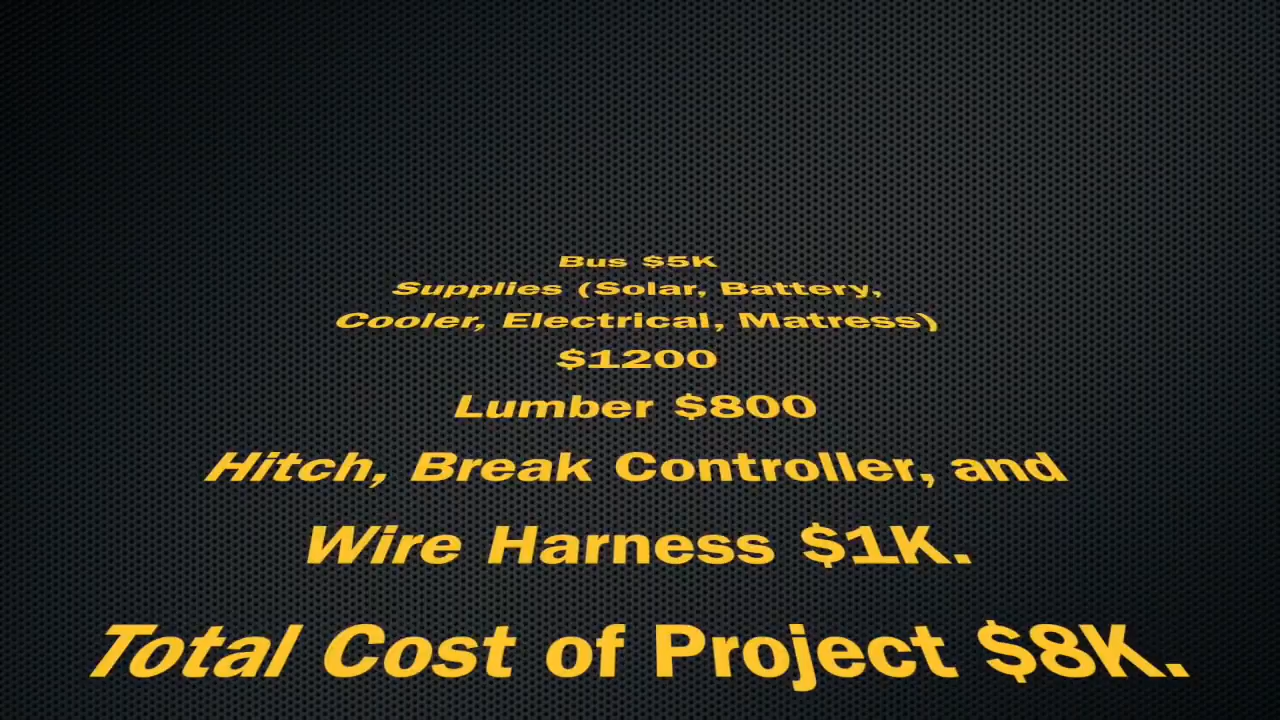 Bus $5K
Supplies (Solar, Battery,
Cooler, Electrical, Matress)
$1200
Lumber $800
Hitch, Break Controller, and
Wire Harness $1K.
Total Cost of Project $8K.